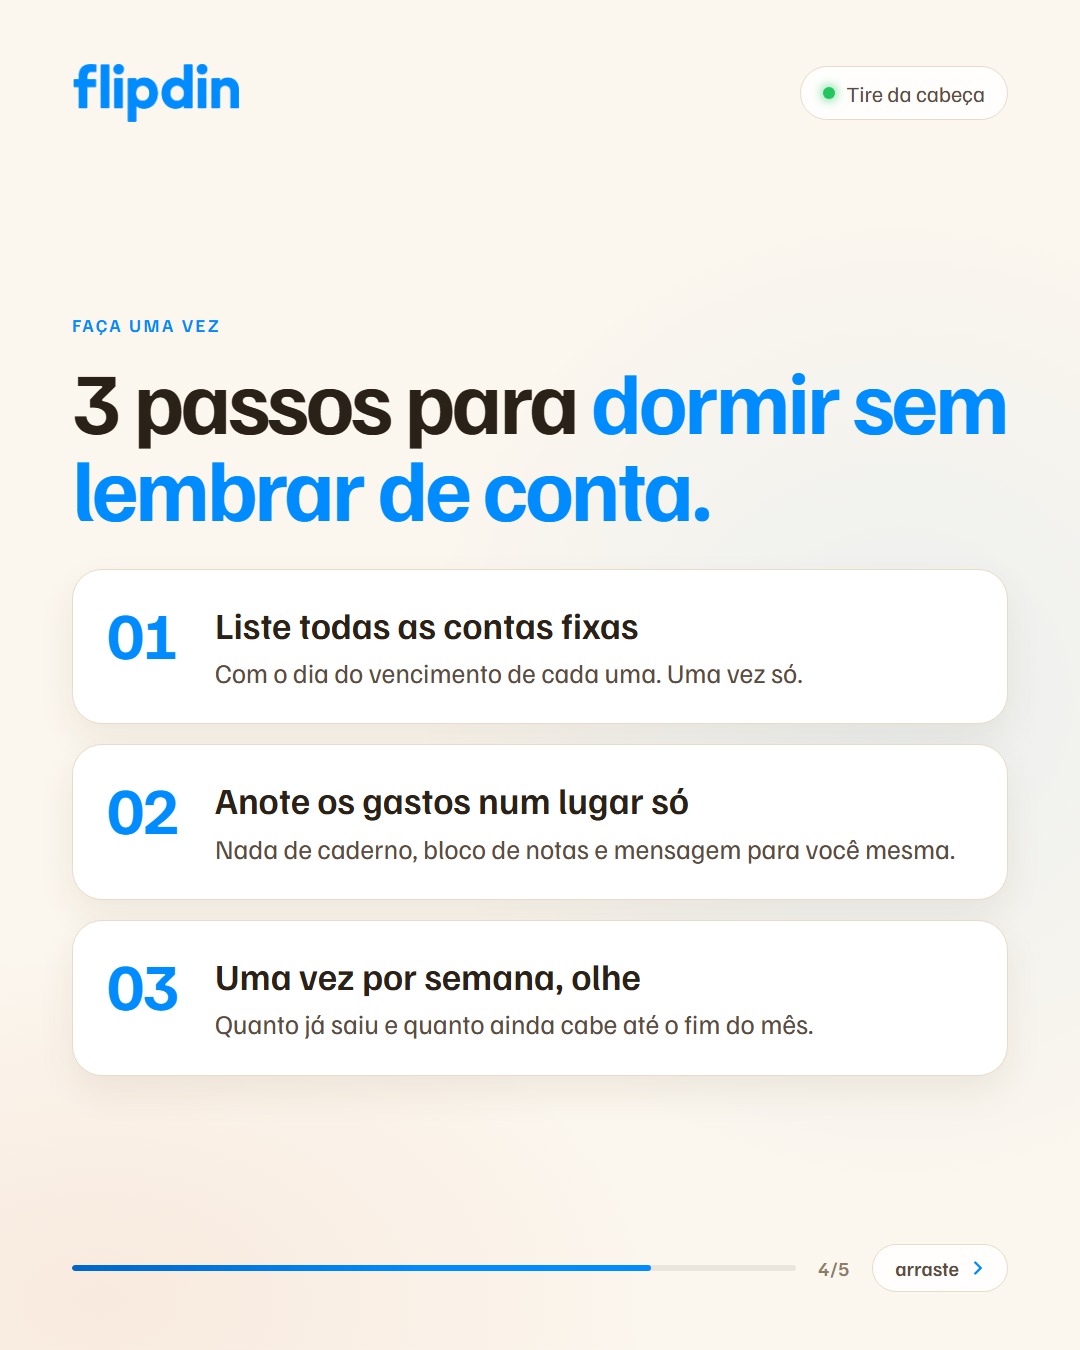 flipdin
Tire da cabeça
FAÇA UMA VEZ
3 passos para dormir sem
lembrar de conta.
01
Liste todas as contas fixas
Com o dia do vencimento de cada uma. Uma vez só.
02
Anote os gastos num lugar só
Nada de caderno, bloco de notas e mensagem para você mesma.
03
Uma vez por semana, olhe
Quanto já saiu e quanto ainda cabe até o fim do mês.
4/5
arraste